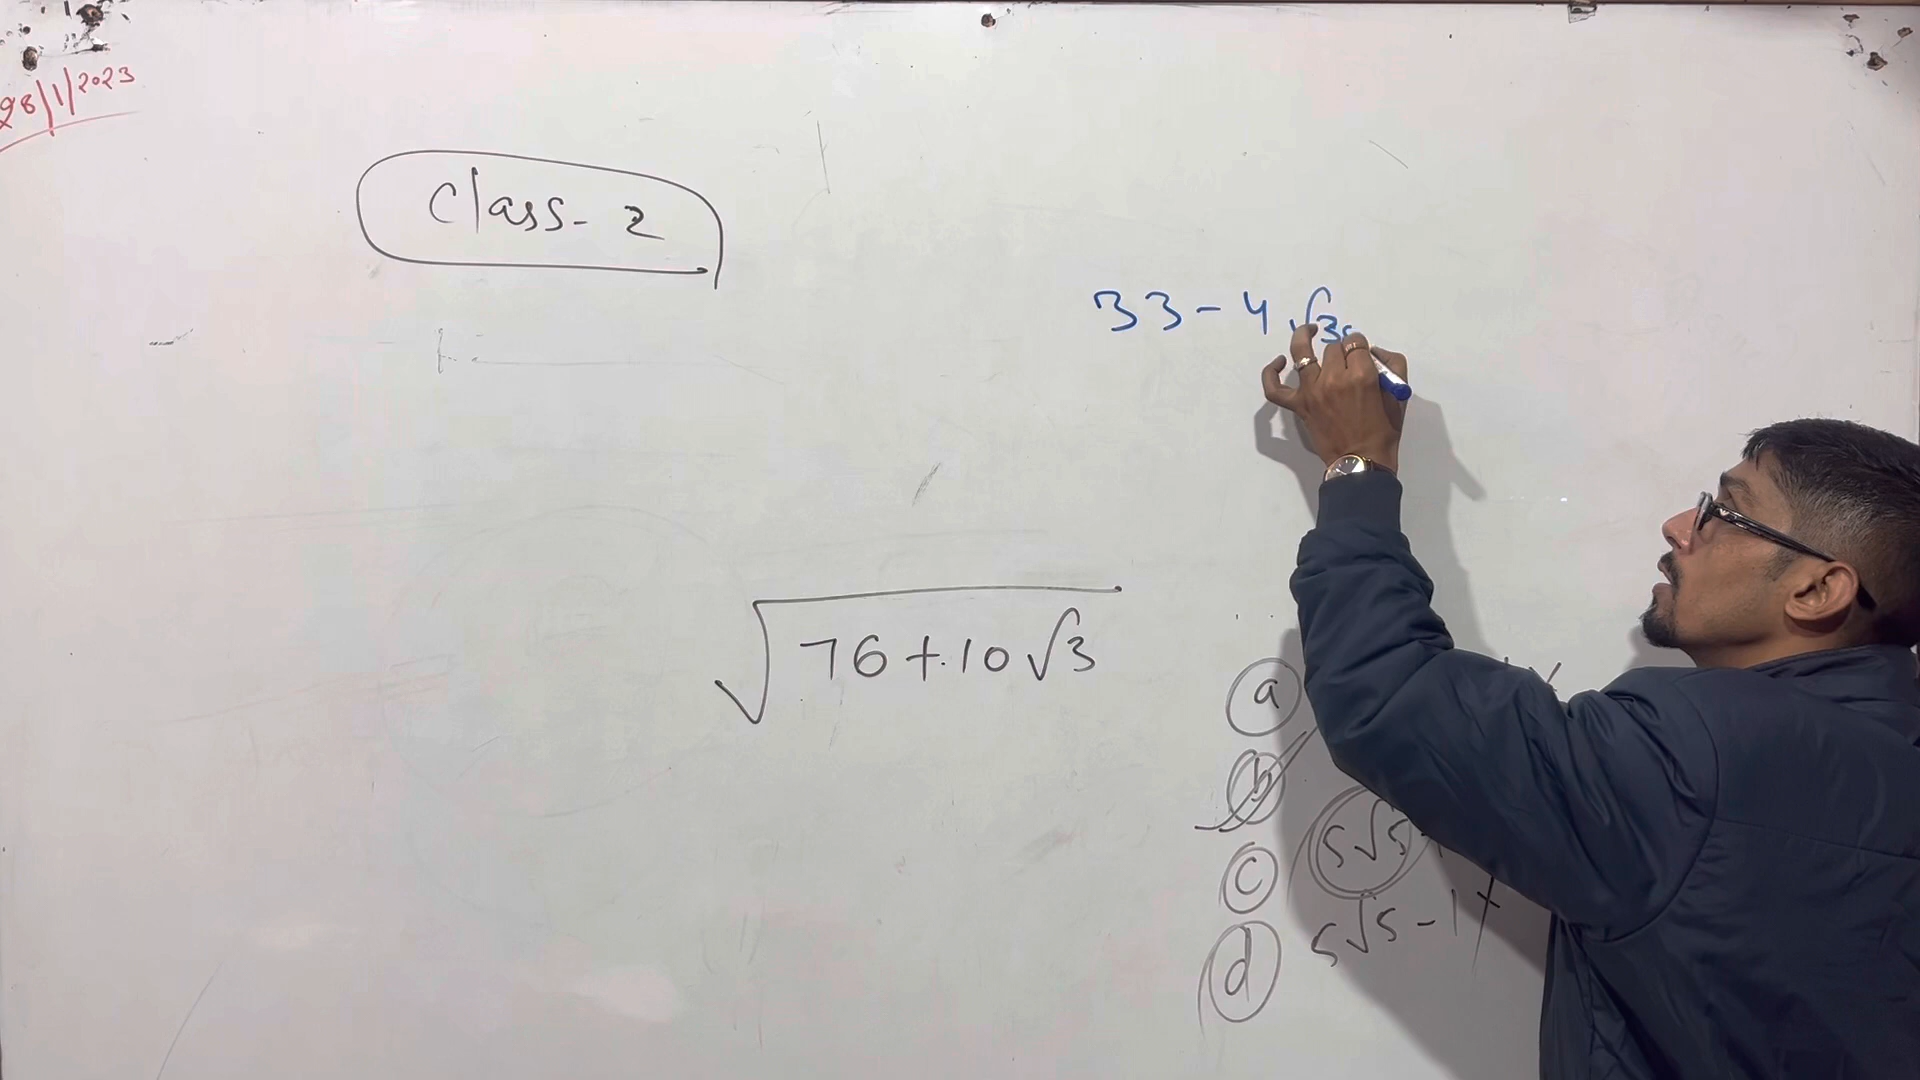 28/1/2023
Class-2
33-4√3
√76+10√3
a
b
c 5√5
d 5√5-1